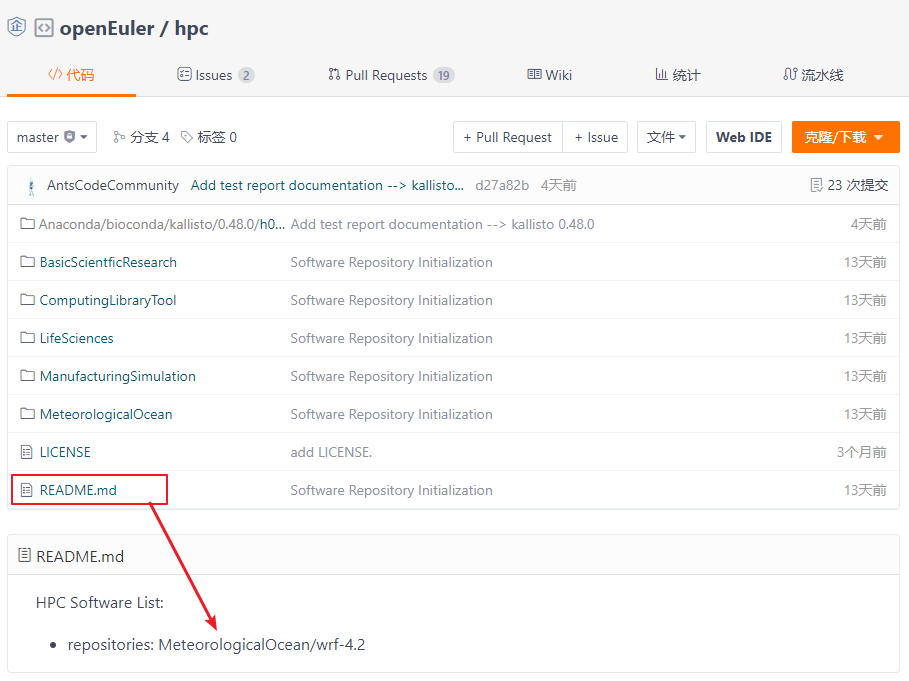 企 openEuler / hpc
</> 代码 Issues 2 Pull Requests 19 Wiki 统计 流水线
master 分支 4 标签 0 + Pull Request + Issue 文件 Web IDE 克隆/下载
AntsCodeCommunity Add test report documentation --> kallisto... d27a82b 4天前 23 次提交
Anaconda/bioconda/kallisto/0.48.0/h0... Add test report documentation --> kallisto 0.48.0 4天前
BasicScientficResearch Software Repository Initialization 13天前
ComputingLibraryTool Software Repository Initialization 13天前
LifeSciences Software Repository Initialization 13天前
ManufacturingSimulation Software Repository Initialization 13天前
MeteorologicalOcean Software Repository Initialization 13天前
LICENSE add LICENSE. 3个月前
README.md Software Repository Initialization 13天前
README.md
HPC Software List:
• repositories: MeteorologicalOcean/wrf-4.2